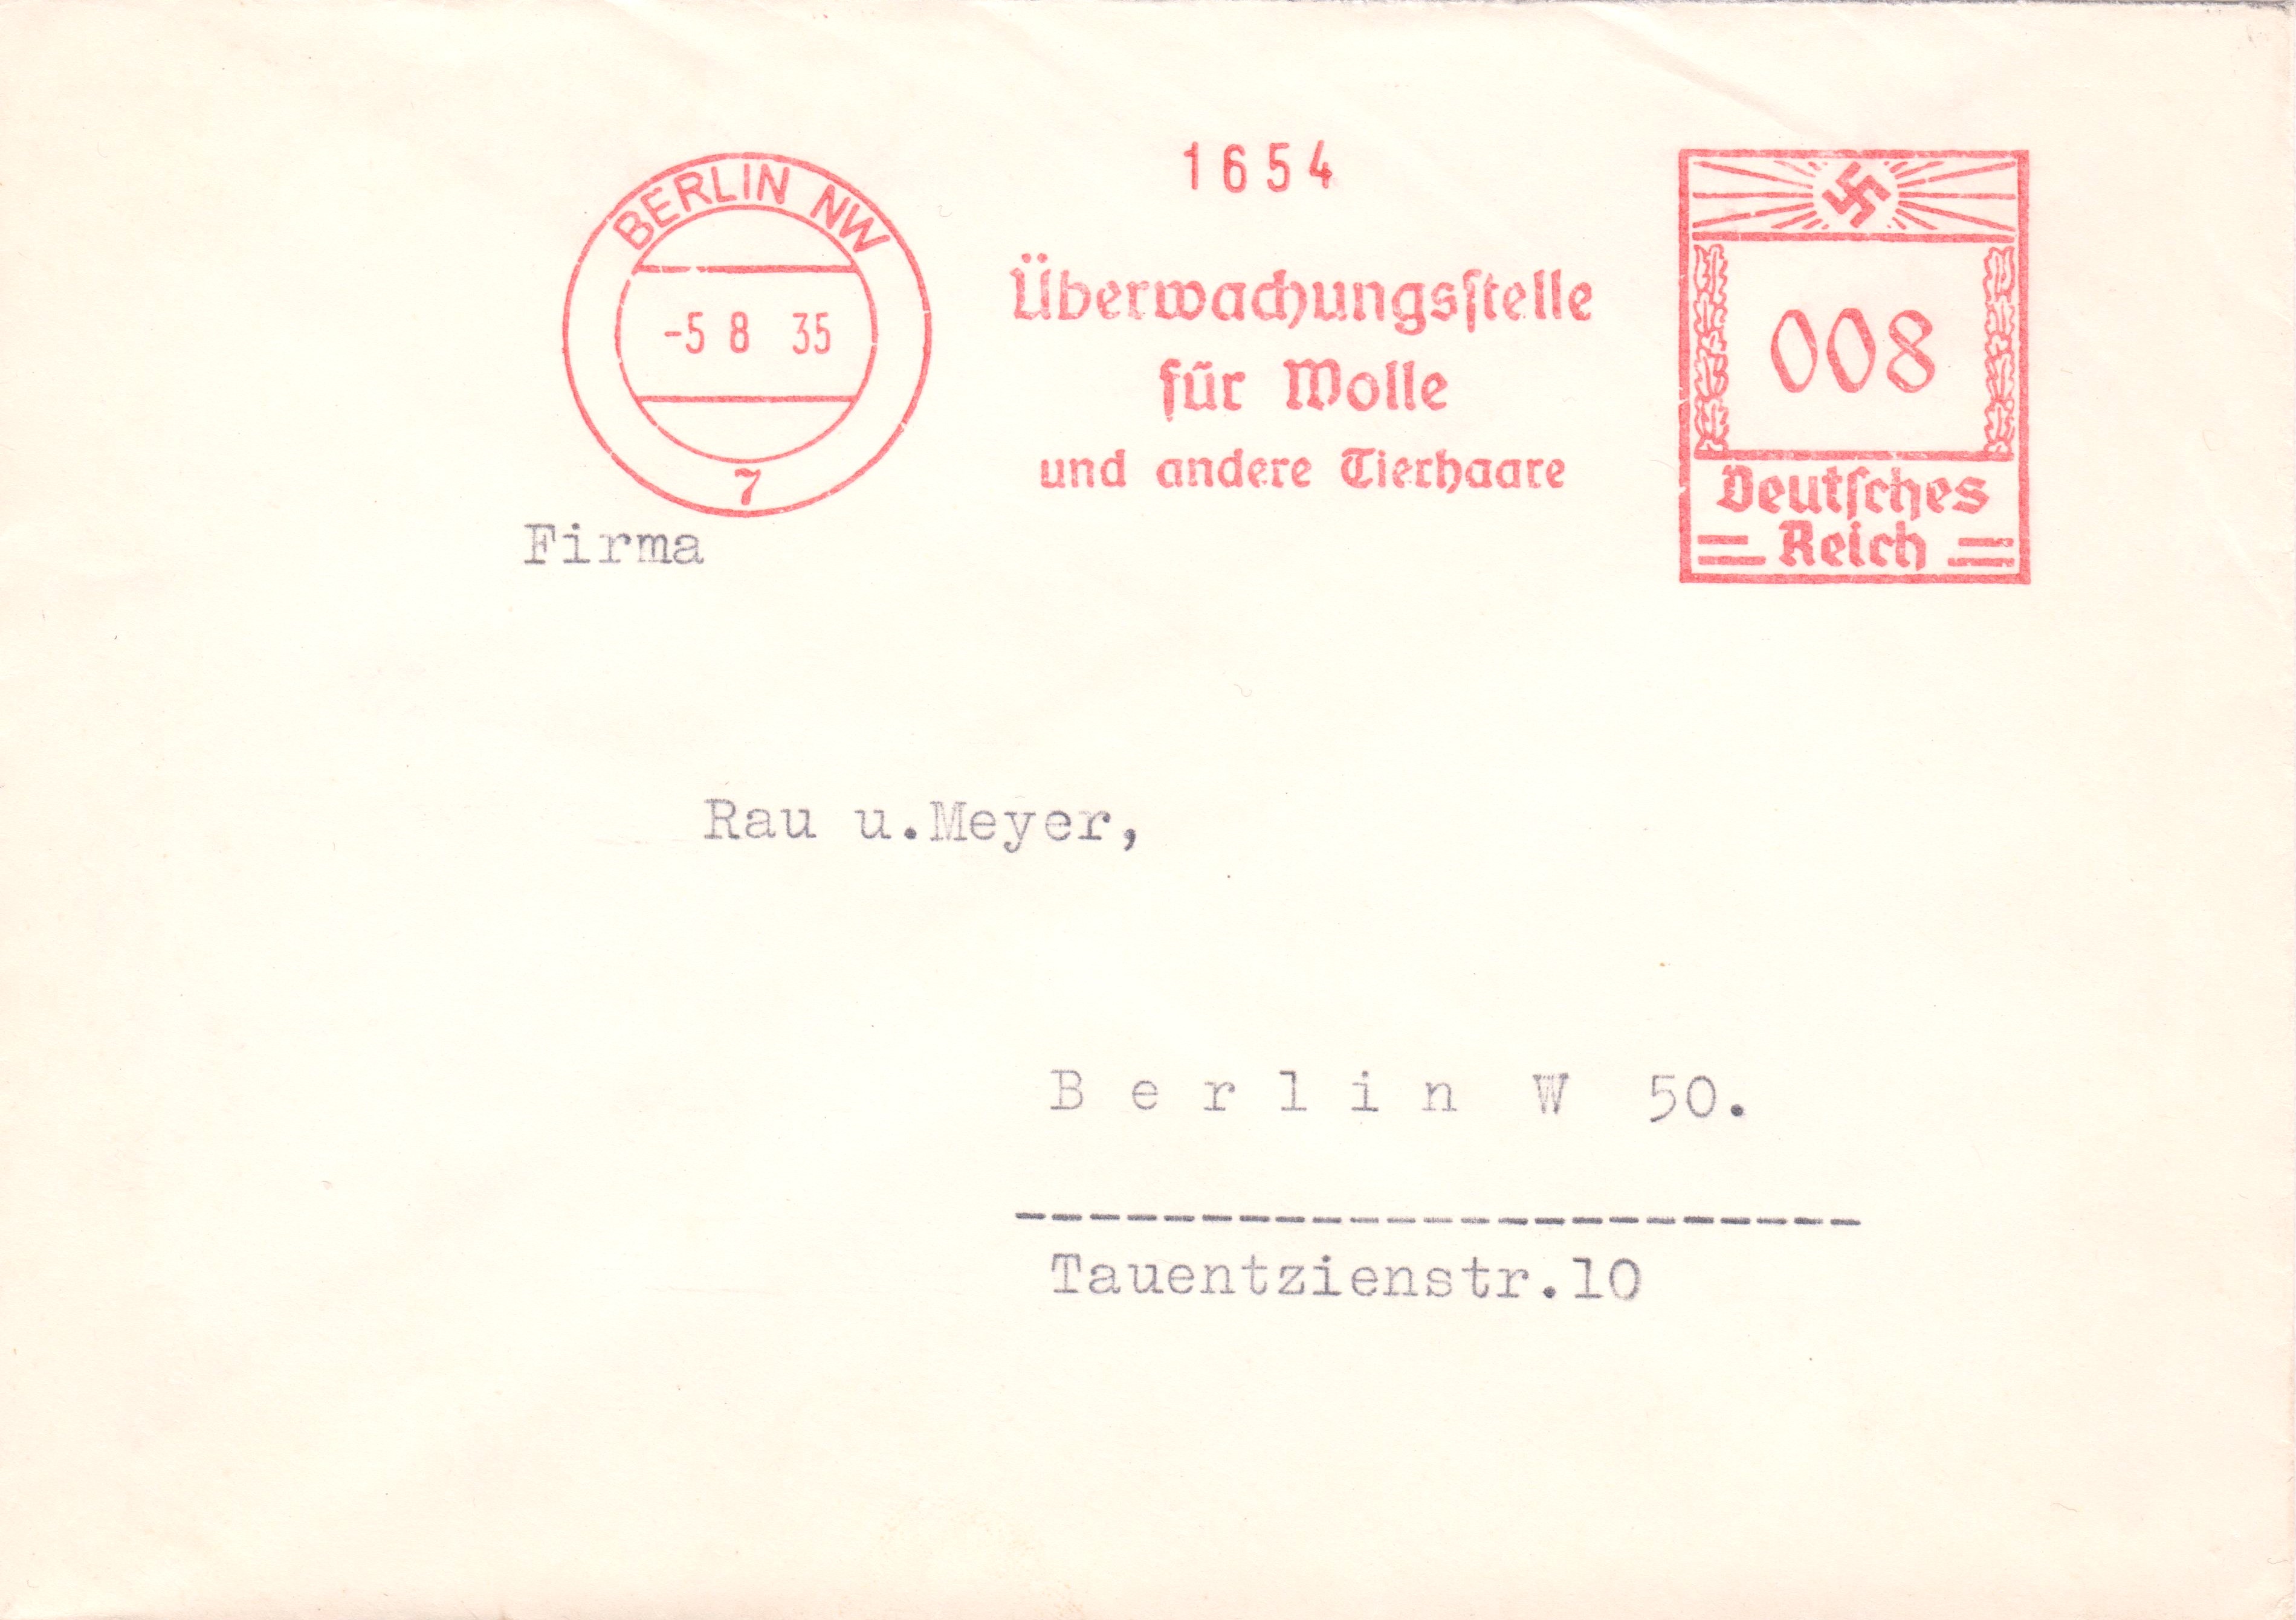 1654
BERLIN NW
-5 8 35
7
Überwachungsstelle
für Wolle
und andere Tierhaare
008
Deutsches
Reich
Firma
Rau u.Meyer,
Berlin W 50.
Tauentzienstr.10